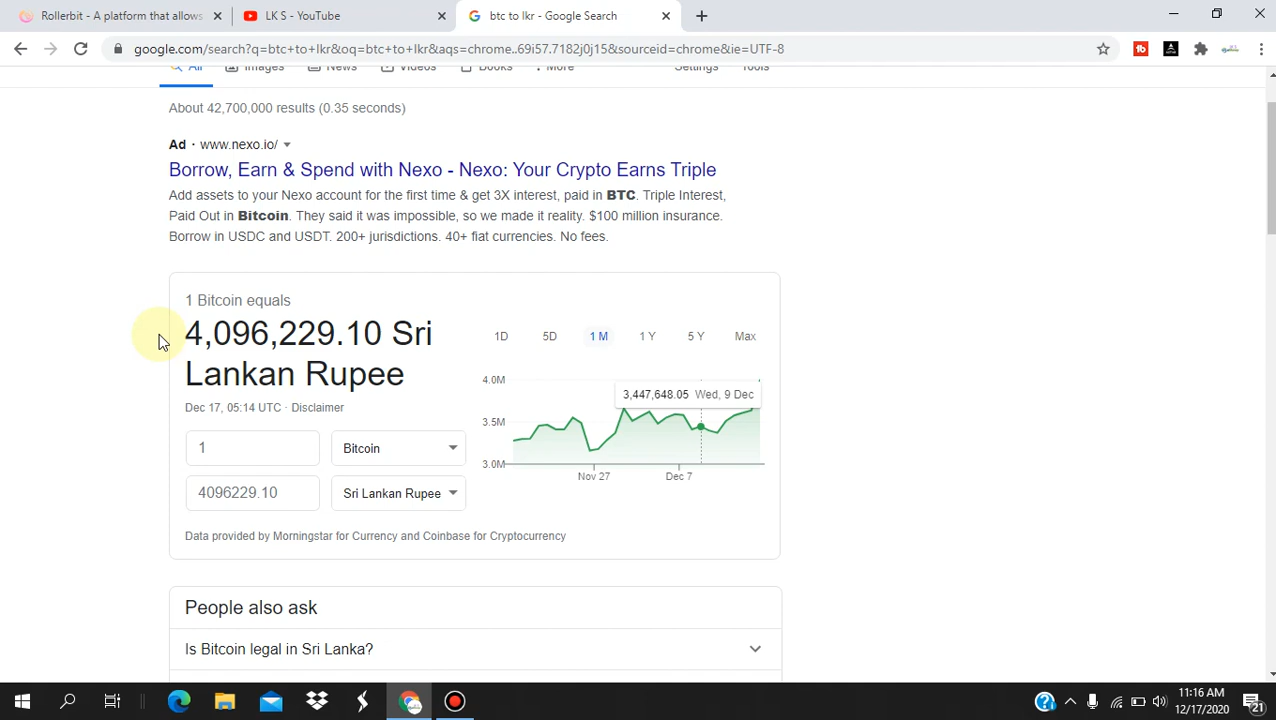 Rollerbit - A platform that allows
LK S - YouTube
btc to lkr - Google Search
google.com/search?q=btc+to+lkr&oq=btc+to+lkr&aqs=chrome..69i57.7182j0j15&sourceid=chrome&ie=UTF-8
All Images News Videos Books More Settings Tools
About 42,700,000 results (0.35 seconds)
Ad · www.nexo.io/
Borrow, Earn & Spend with Nexo - Nexo: Your Crypto Earns Triple
Add assets to your Nexo account for the first time & get 3X interest, paid in BTC. Triple Interest,
Paid Out in Bitcoin. They said it was impossible, so we made it reality. $100 million insurance.
Borrow in USDC and USDT. 200+ jurisdictions. 40+ fiat currencies. No fees.
1 Bitcoin equals
4,096,229.10 Sri
Lankan Rupee
Dec 17, 05:14 UTC · Disclaimer
1 Bitcoin
4096229.10 Sri Lankan Rupee
1D 5D 1M 1Y 5Y Max
4.0M
3,447,648.05 Wed, 9 Dec
3.5M
3.0M
Nov 27 Dec 7
Data provided by Morningstar for Currency and Coinbase for Cryptocurrency
People also ask
Is Bitcoin legal in Sri Lanka?
11:16 AM
12/17/2020
21